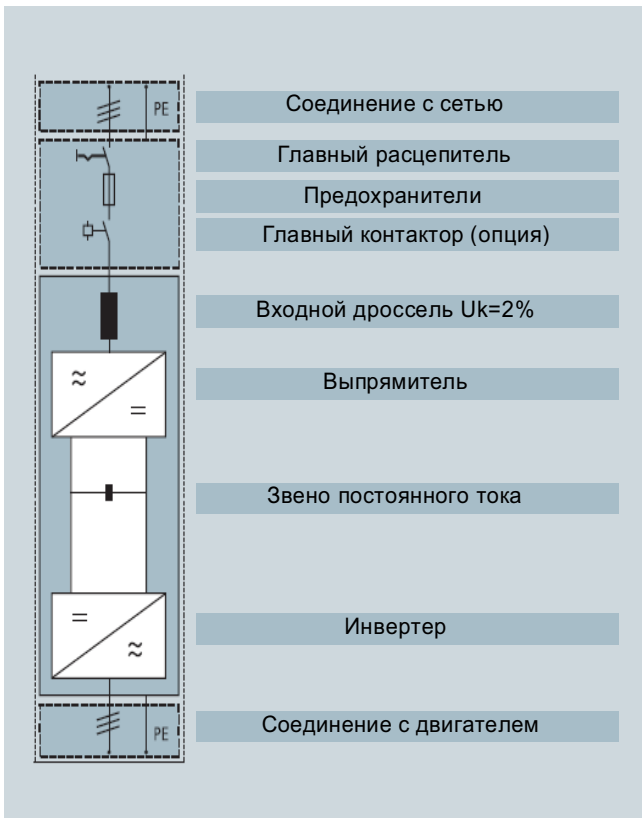 PE
Соединение с сетью
Главный расцепитель
Предохранители
Главный контактор (опция)
Входной дроссель Uk=2%
≈
=
Выпрямитель
Звено постоянного тока
=
≈
Инвертер
PE
Соединение с двигателем